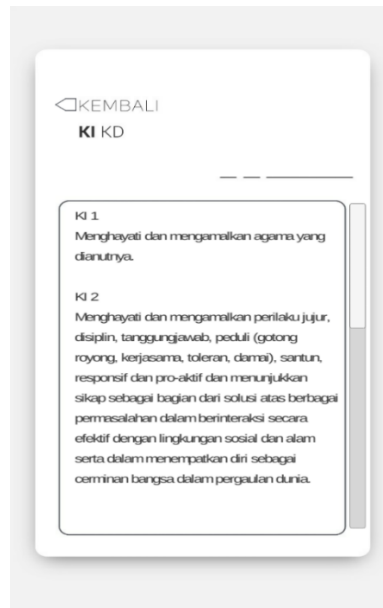 KEMBALI
KI KD
KI 1
Menghayati dan mengamalkan agama yang
dianutnya.
KI 2
Menghayati dan mengamalkan perilaku jujur,
disiplin, tanggungjawab, peduli (gotong
royong, kerjasama, toleran, damai), santun,
responsif dan pro-aktif dan menunjukkan
sikap sebagai bagian dari solusi atas berbagai
permasalahan dalam berinteraksi secara
efektif dengan lingkungan sosial dan alam
serta dalam menempatkan diri sebagai
cerminan bangsa dalam pergaulan dunia.